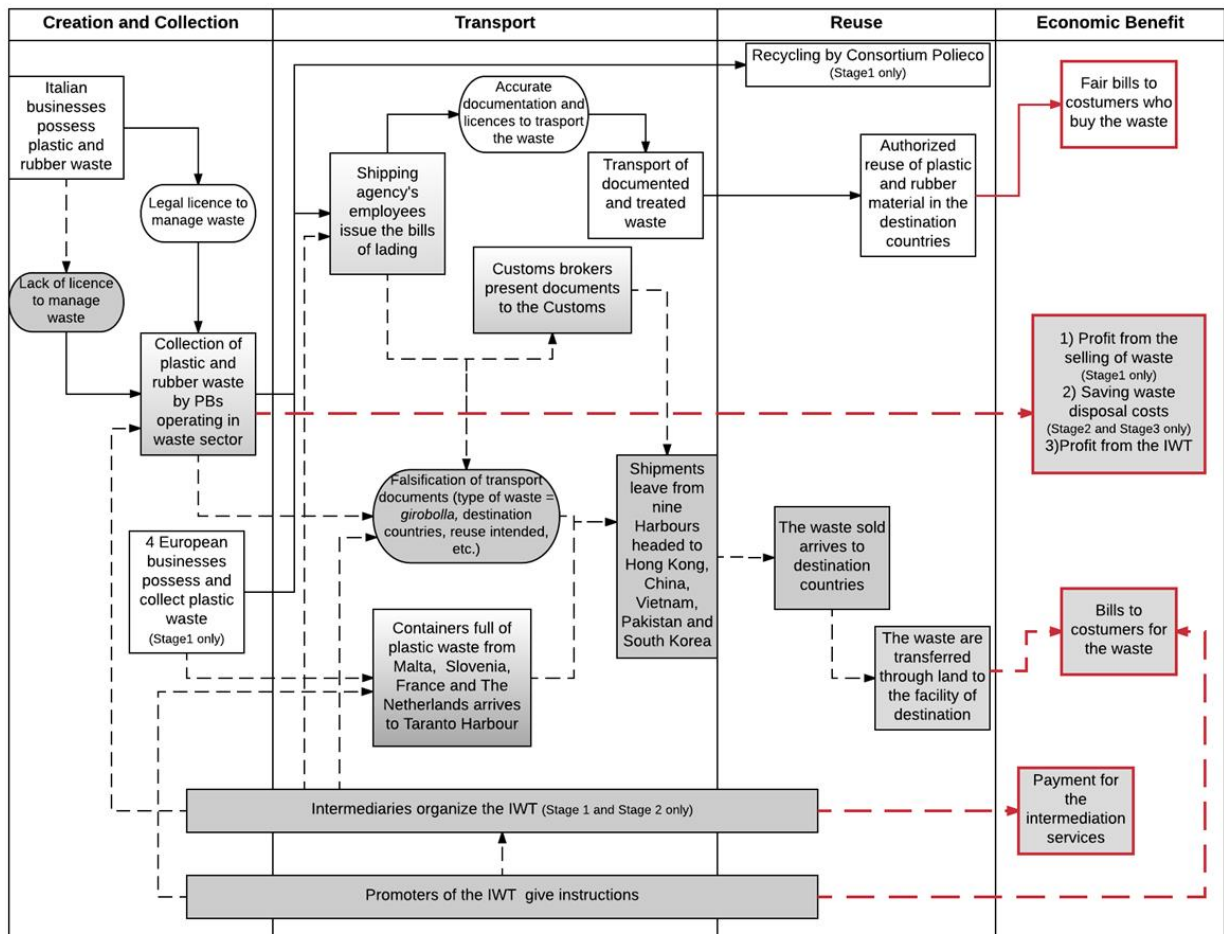 Creation and Collection
Transport
Reuse
Economic Benefit
Italian
businesses
possess
plastic and
rubber waste
Legal licence to
manage waste
Lack of licence
to manage
waste
Collection of
plastic and
rubber waste
by PBs
operating in
waste sector
4 European
businesses
possess and
collect plastic
waste
(Stage1 only)
Accurate
documentation and
licences to trasport
the waste
Shipping
agency's
employees
issue the bills
of lading
Transport of
documented
and treated
waste
Customs brokers
present documents
to the Customs
Falsification of transport
documents (type of waste =
girobolla, destination
countries, reuse intended,
etc.)
Shipments
leave from
nine
Harbours
headed to
Hong Kong,
China,
Vietnam,
Pakistan and
South Korea
Containers full of
plastic waste from
Malta, Slovenia,
France and The
Netherlands arrives
to Taranto Harbour
Intermediaries organize the IWT (Stage 1 and Stage 2 only)
Promoters of the IWT give instructions
Recycling by Consortium Polieco
(Stage1 only)
Authorized
reuse of plastic
and rubber
material in the
destination
countries
The waste sold
arrives to
destination
countries
The waste are
transferred
through land to
the facility of
destination
Fair bills to
costumers who
buy the waste
1) Profit from the
selling of waste
(Stage1 only)
2) Saving waste
disposal costs
(Stage2 and Stage3 only)
3)Profit from the IWT
Bills to
costumers for
the waste
Payment for
the
intermediation
services